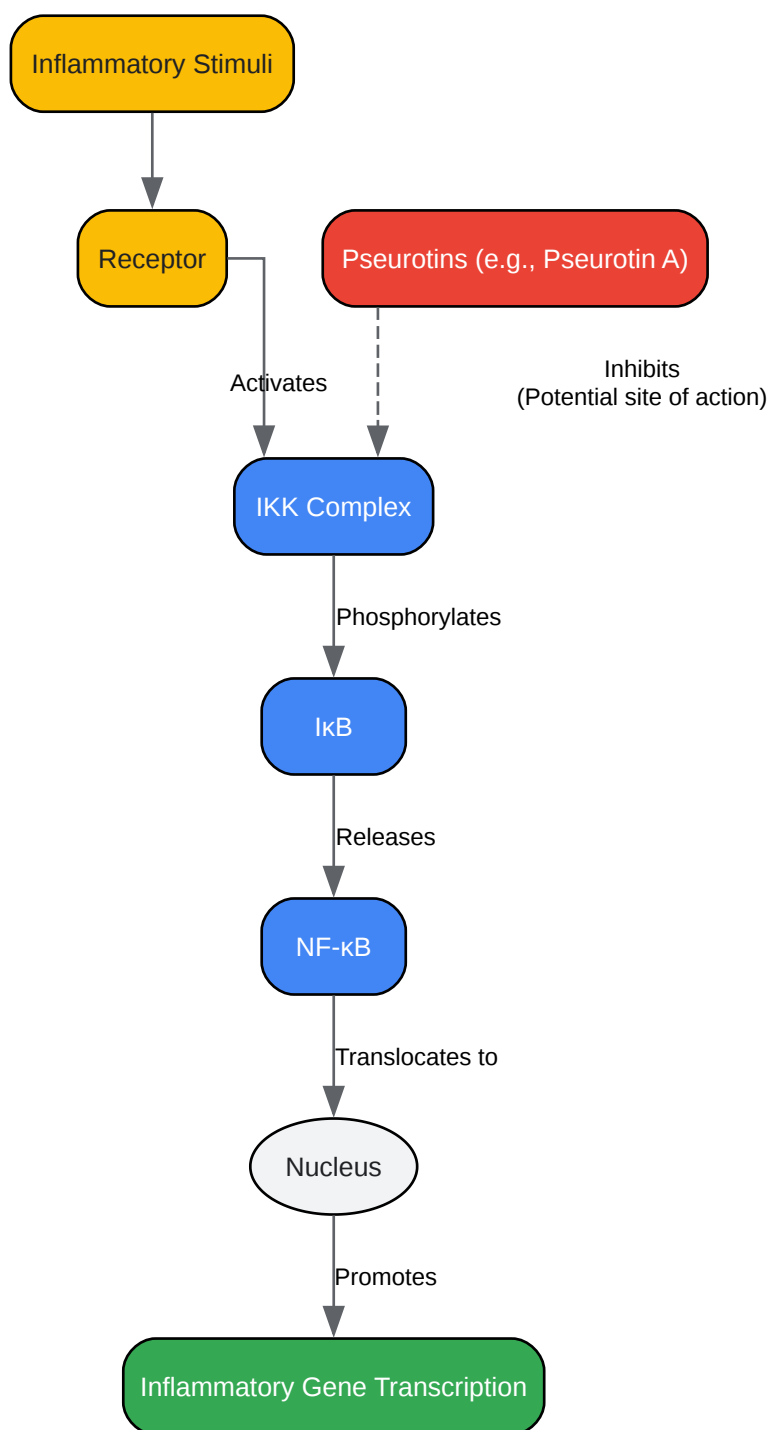 Inflammatory Stimuli
Receptor
Pseurotins (e.g., Pseurotin A)
Activates
Inhibits
(Potential site of action)
IKK Complex
Phosphorylates
IκB
Releases
NF-κB
Translocates to
Nucleus
Promotes
Inflammatory Gene Transcription